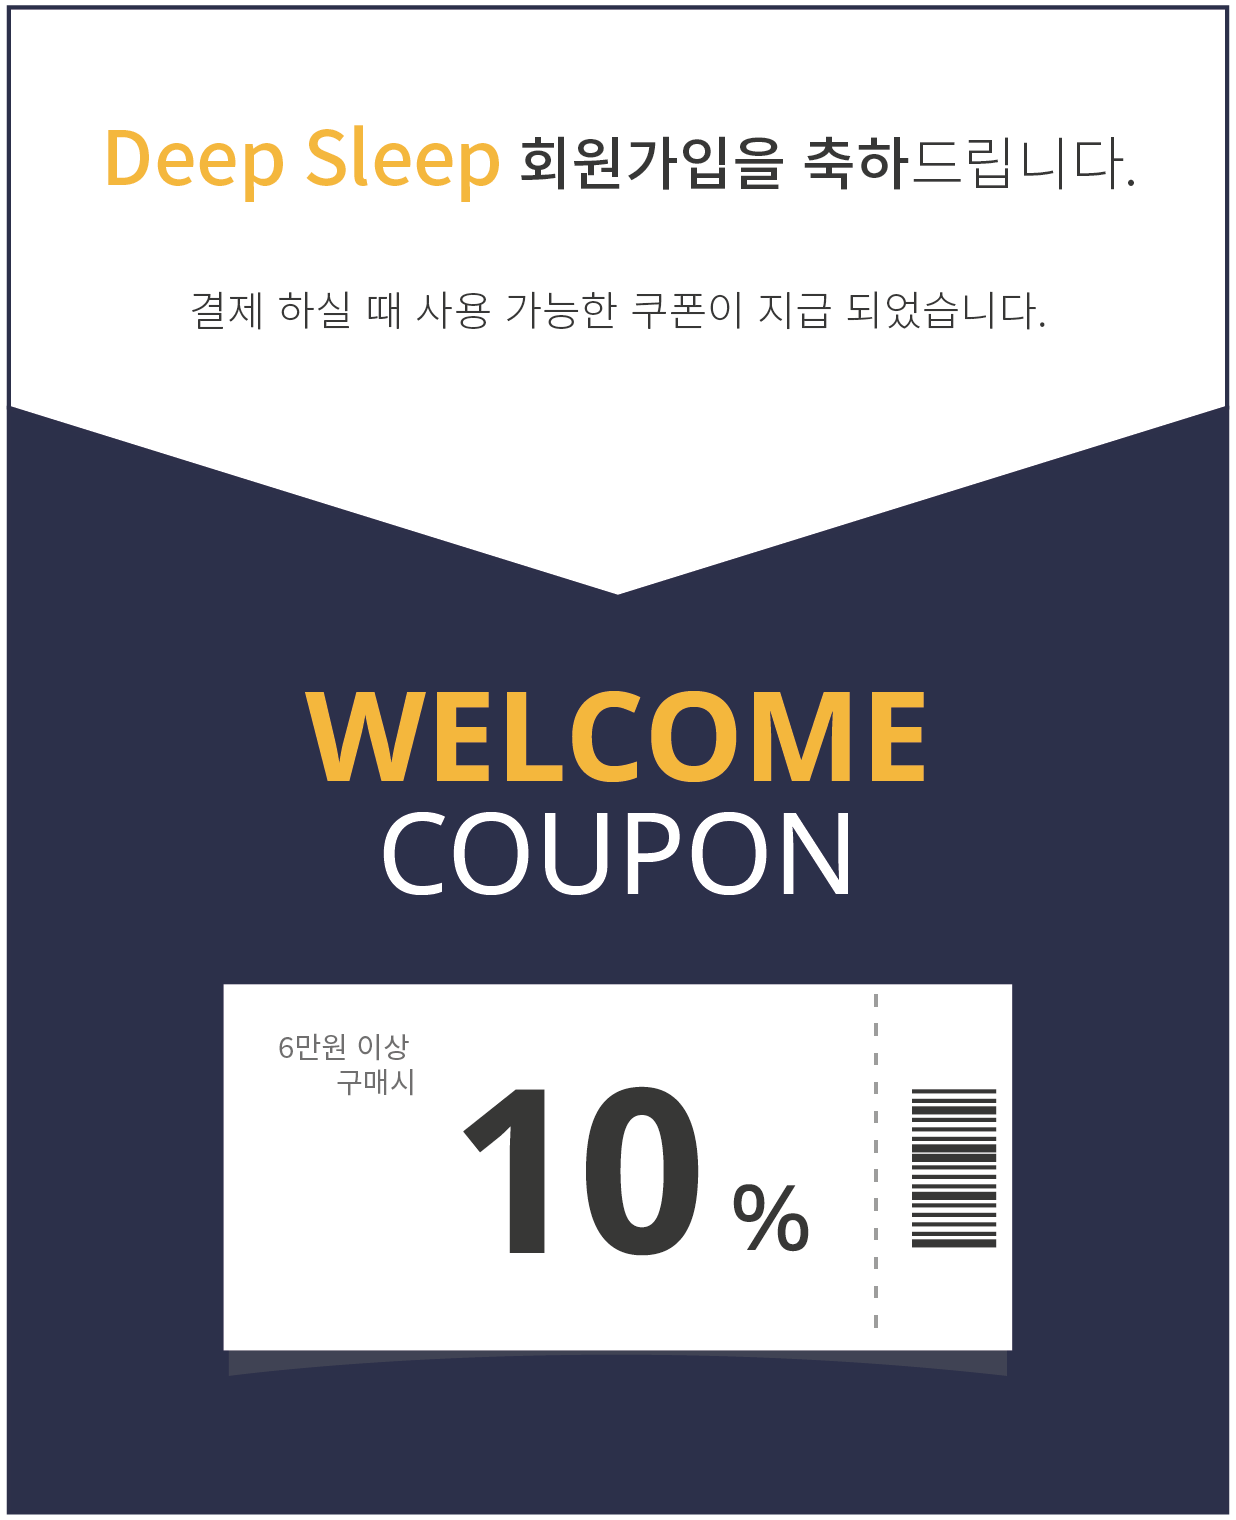 Deep Sleep 회원가입을 축하드립니다.
결제 하실 때 사용 가능한 쿠폰이 지급 되었습니다.
WELCOME
COUPON
6만원 이상
구매시
10 %